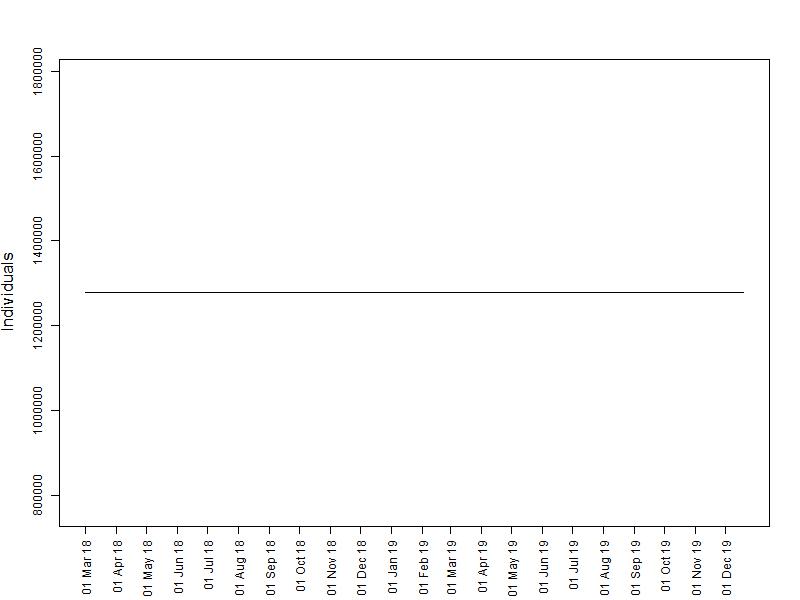 1800000
1600000
1400000
1200000
1000000
800000
Individuals
01 Mar 18
01 Apr 18
01 May 18
01 Jun 18
01 Jul 18
01 Aug 18
01 Sep 18
01 Oct 18
01 Nov 18
01 Dec 18
01 Jan 19
01 Feb 19
01 Mar 19
01 Apr 19
01 May 19
01 Jun 19
01 Jul 19
01 Aug 19
01 Sep 19
01 Oct 19
01 Nov 19
01 Dec 19